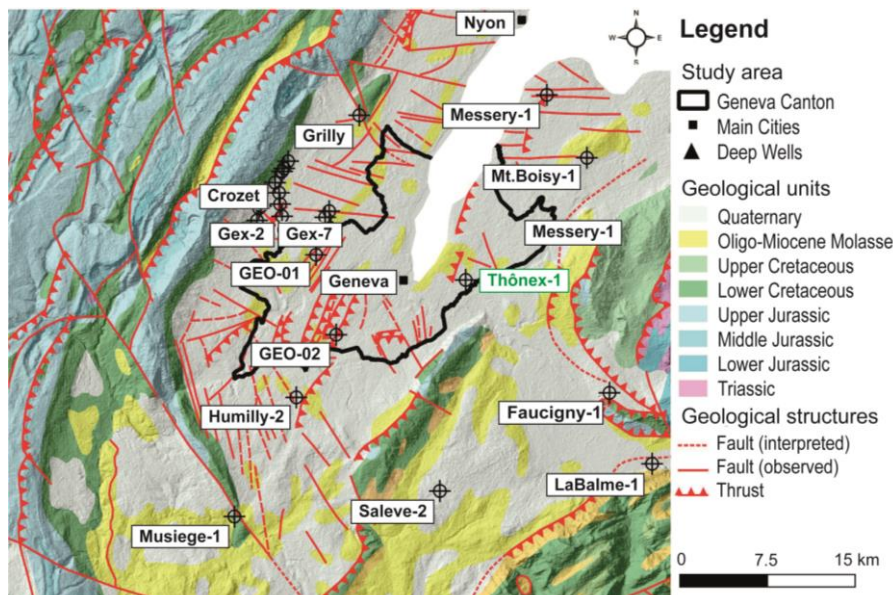 Nyon
N
W
E
S
Messery-1
Grilly
Mt.Boisy-1
Crozet
Messery-1
Gex-2
Gex-7
GEO-01
Geneva
Thônex-1
GEO-02
Humilly-2
Faucigny-1
LaBalme-1
Saleve-2
Musiege-1
Legend
Study area
Geneva Canton
Main Cities
Deep Wells
Geological units
Quaternary
Oligo-Miocene Molasse
Upper Cretaceous
Lower Cretaceous
Upper Jurassic
Middle Jurassic
Lower Jurassic
Triassic
Geological structures
Fault (interpreted)
Fault (observed)
Thrust
0 7.5 15 km